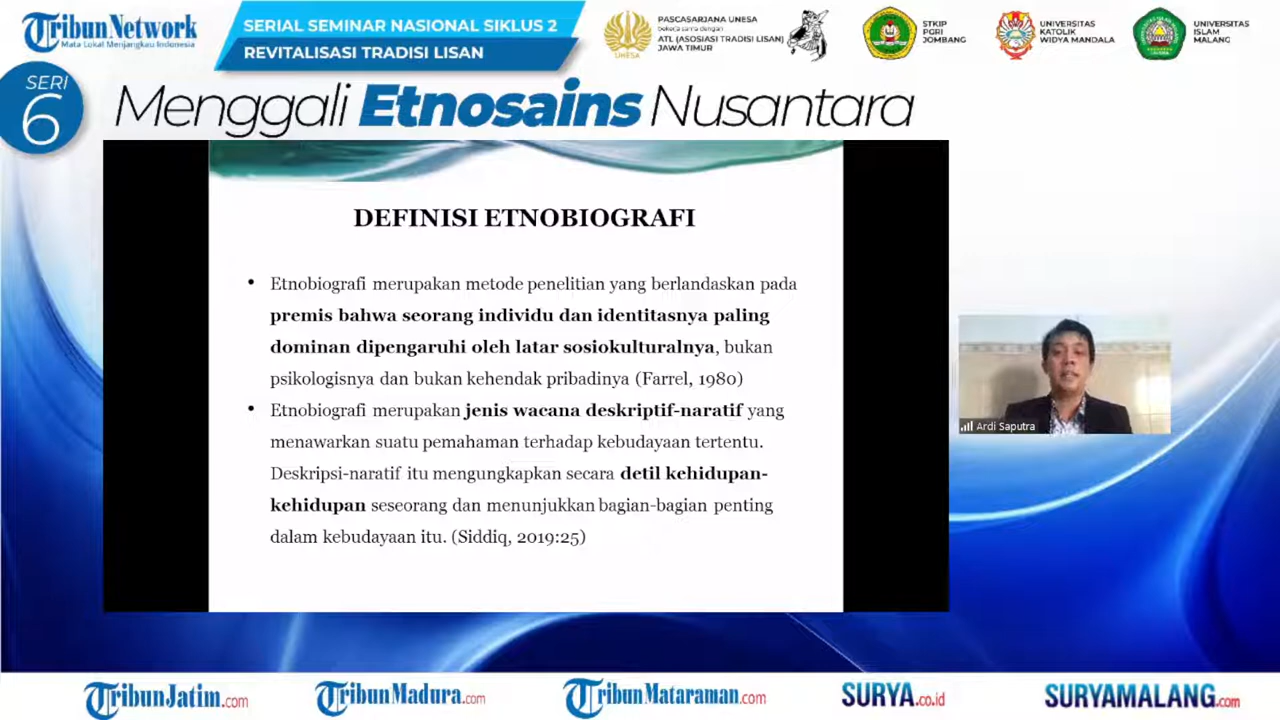 Tribun Network
Mata Lokal Menjangkau Indonesia
SERIAL SEMINAR NASIONAL SIKLUS 2
REVITALISASI TRADISI LISAN
UNESA
PASCASARJANA UNESA
bekerja sama dengan
ATL (ASOSIASI TRADISI LISAN)
JAWA TIMUR
STKIP
PGRI
JOMBANG
UNIVERSITAS
KATOLIK
WIDYA MANDALA
UNIVERSITAS
ISLAM
MALANG
SERI
6
Menggali Etnosains Nusantara
DEFINISI ETNOBIOGRAFI
• Etnobiografi merupakan metode penelitian yang berlandaskan pada
premis bahwa seorang individu dan identitasnya paling
dominan dipengaruhi oleh latar sosiokulturalnya, bukan
psikologisnya dan bukan kehendak pribadinya (Farrel, 1980)
• Etnobiografi merupakan jenis wacana deskriptif-naratif yang
menawarkan suatu pemahaman terhadap kebudayaan tertentu.
Deskripsi-naratif itu mengungkapkan secara detil kehidupan-
kehidupan seseorang dan menunjukkan bagian-bagian penting
dalam kebudayaan itu. (Siddiq, 2019:25)
Ardi Saputra
TribunJatim.com
TribunMadura.com
TribunMataraman.com
SURYA.co.id
SURYAMALANG.com